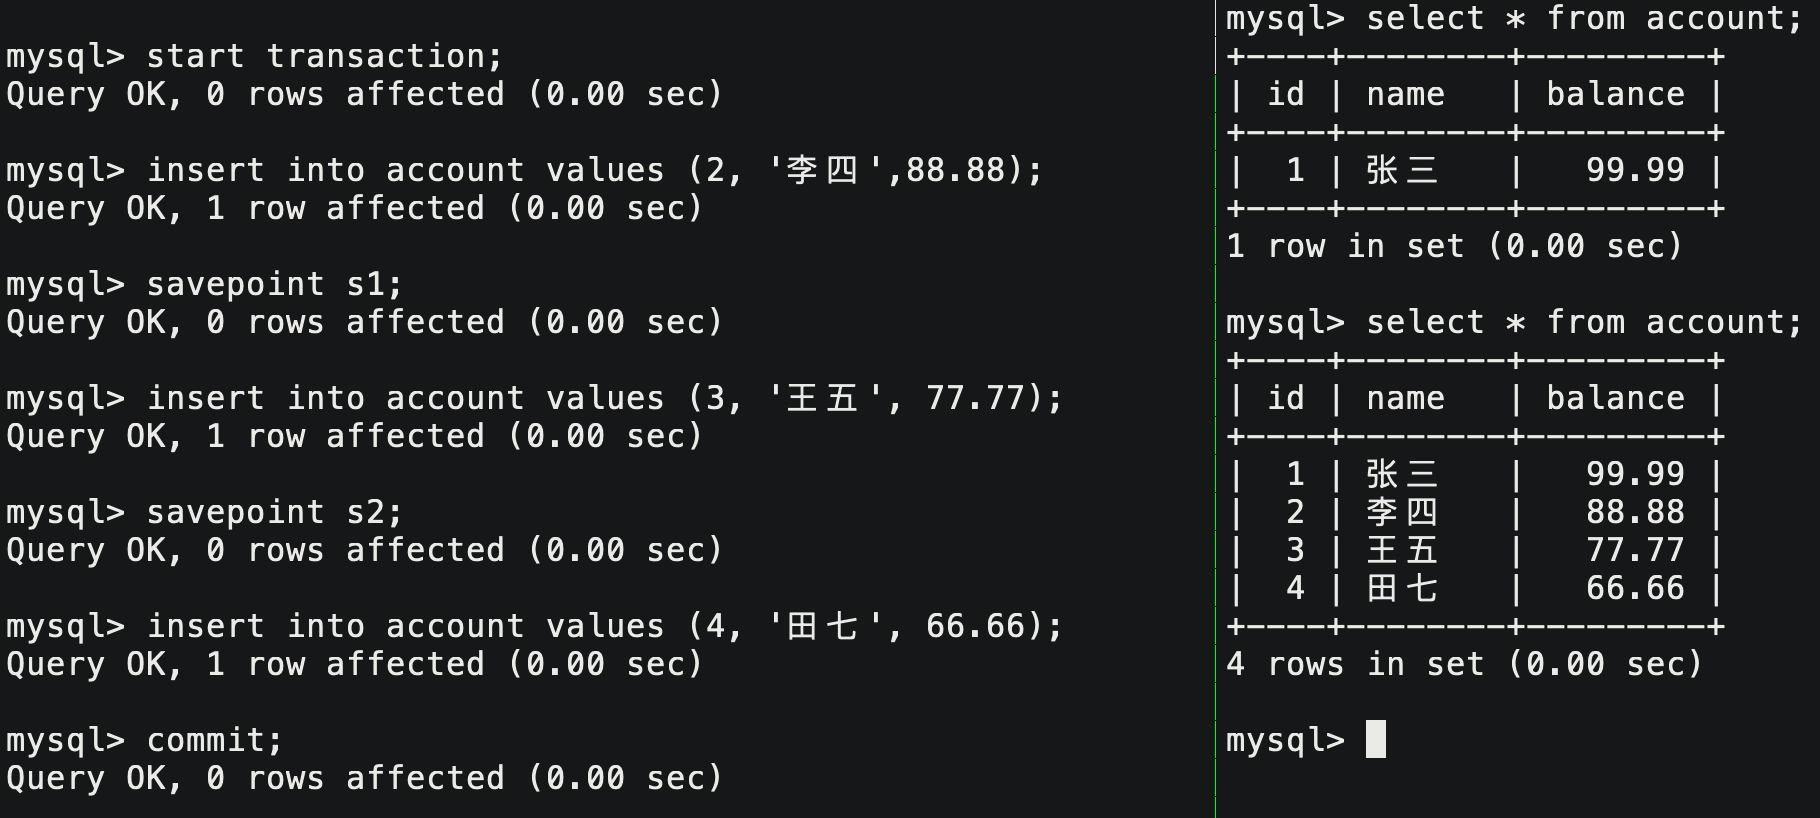 mysql> start transaction;
Query OK, 0 rows affected (0.00 sec)
mysql> insert into account values (2, '李四',88.88);
Query OK, 1 row affected (0.00 sec)
mysql> savepoint s1;
Query OK, 0 rows affected (0.00 sec)
mysql> insert into account values (3, '王五', 77.77);
Query OK, 1 row affected (0.00 sec)
mysql> savepoint s2;
Query OK, 0 rows affected (0.00 sec)
mysql> insert into account values (4, '田七', 66.66);
Query OK, 1 row affected (0.00 sec)
mysql> commit;
Query OK, 0 rows affected (0.00 sec)
mysql> select * from account;
+----+--------+---------+
| id | name   | balance |
+----+--------+---------+
|  1 | 张三   |   99.99 |
+----+--------+---------+
1 row in set (0.00 sec)
mysql> select * from account;
+----+--------+---------+
| id | name   | balance |
+----+--------+---------+
|  1 | 张三   |   99.99 |
|  2 | 李四   |   88.88 |
|  3 | 王五   |   77.77 |
|  4 | 田七   |   66.66 |
+----+--------+---------+
4 rows in set (0.00 sec)
mysql>